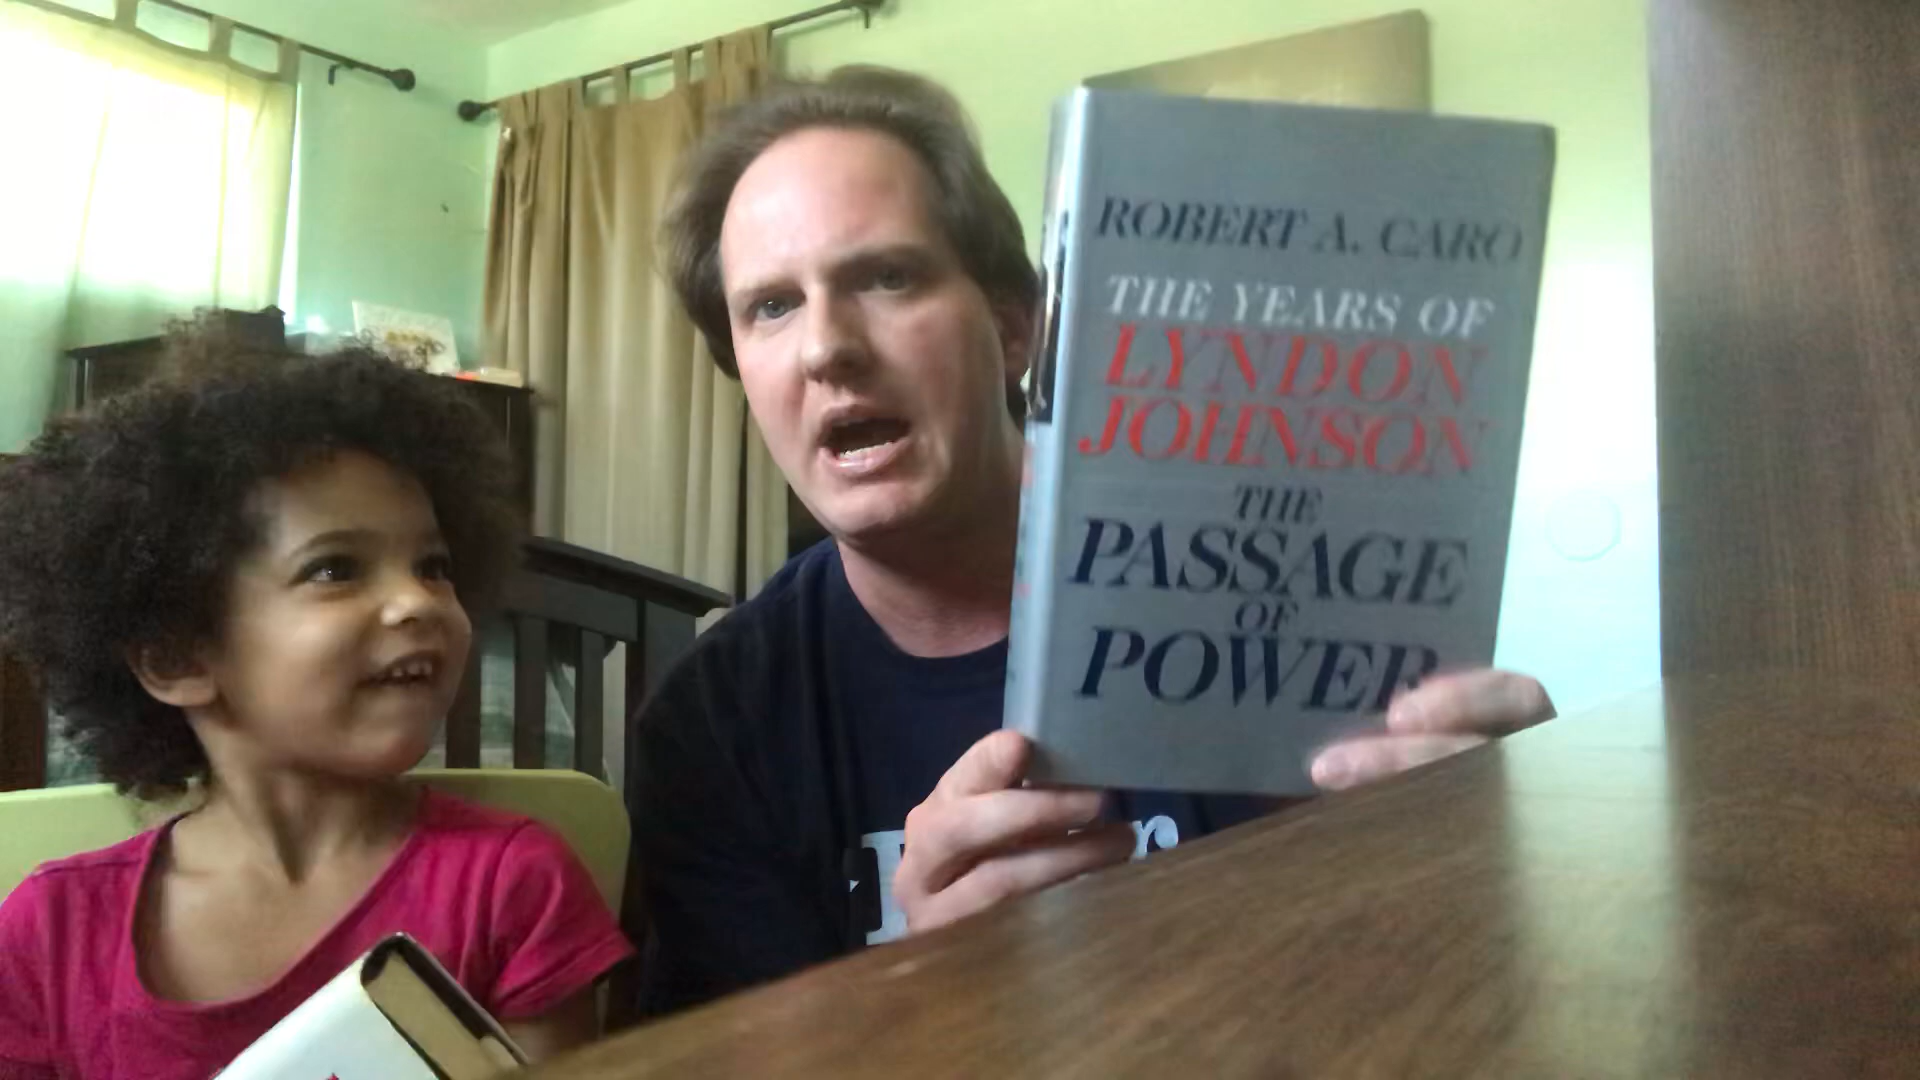 ROBERT A. CARO
THE YEARS OF
LYNDON
JOHNSON
THE
PASSAGE
OF
POWER